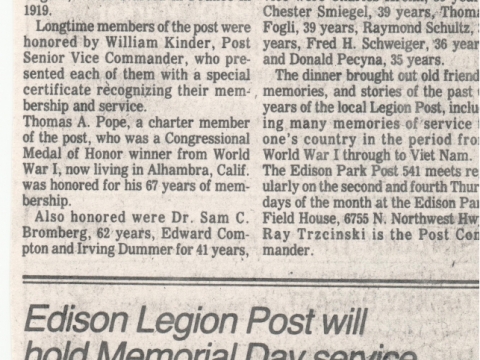 1919.
Longtime members of the post were
honored by William Kinder, Post
Senior Vice Commander, who pre-
sented each of them with a special
certificate recognizing their mem-
bership and service.
Thomas A. Pope, a charter member
of the post, who was a Congressional
Medal of Honor winner from World
War I, now living in Alhambra, Calif.
was honored for his 67 years of mem-
bership.
Also honored were Dr. Sam C.
Bromberg, 62 years, Edward Com-
pton and Irving Dummer for 41 years,
Chester Smiegel, 39 years, Thoma
Fogli, 39 years, Raymond Schultz,
years, Fred H. Schweiger, 36 year
and Donald Pecyna, 35 years.
The dinner brought out old friend
memories, and stories of the past
years of the local Legion Post, inclu
ing many memories of service
one's country in the period fro
World War I through to Viet Nam.
The Edison Park Post 541 meets re
ularly on the second and fourth Thur
days of the month at the Edison Pa
Field House, 6755 N. Northwest Hw
Ray Trzcinski is the Post Com
mander.
Edison Legion Post will
hold Memorial Day service